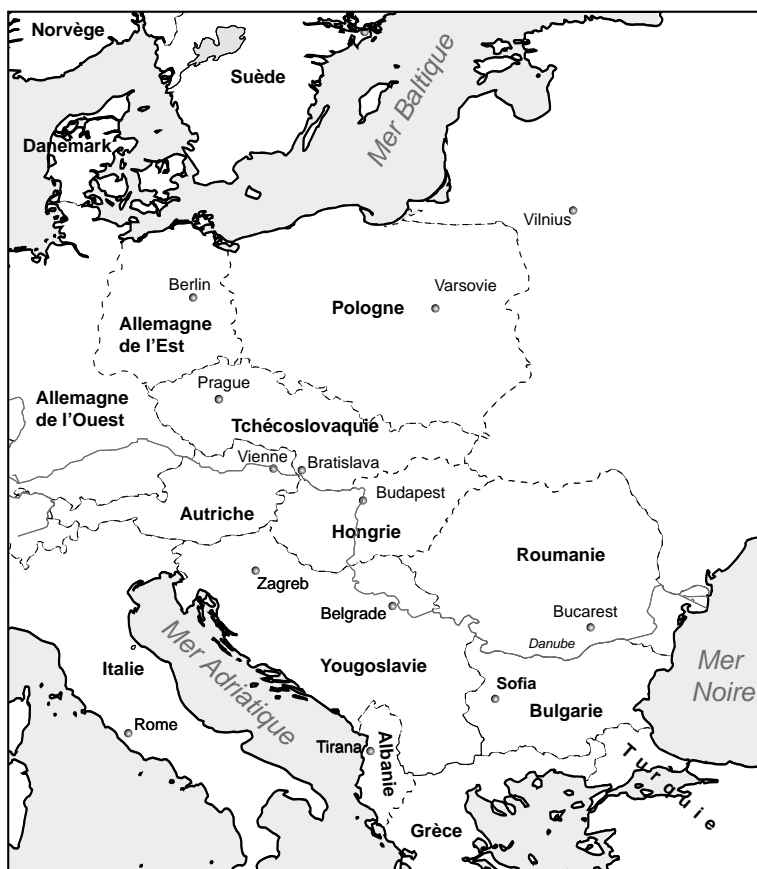 Norvège
Suède
Mer Baltique
Danemark
Vilnius
Berlin
Varsovie
Pologne
Allemagne
de l'Est
Prague
Allemagne
de l'Ouest
Tchécoslovaquie
Vienne
Bratislava
Budapest
Autriche
Hongrie
Roumanie
Zagreb
Belgrade
Bucarest
Danube
Mer Adriatique
Yougoslavie
Italie
Mer
Noire
Sofia
Bulgarie
Rome
Tirana
Albanie
Turquie
Grèce